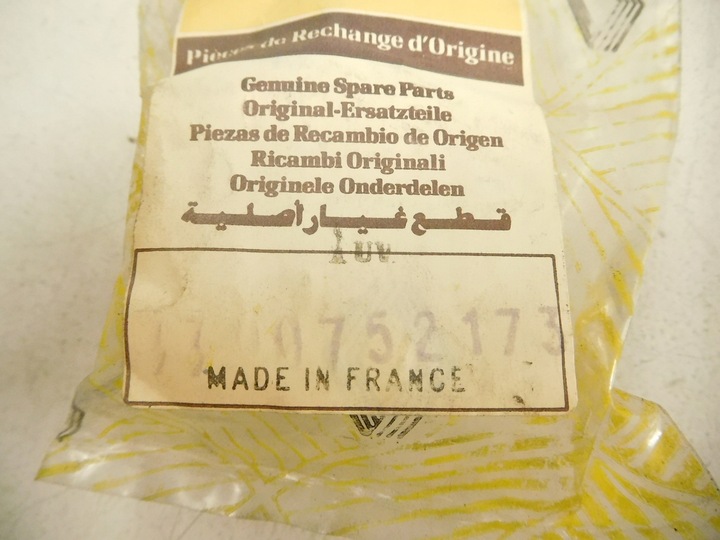 Pièces de Rechange d'Origine
Genuine Spare Parts
Original-Ersatzteile
Piezas de Recambio de Origen
Ricambi Originali
Originele Onderdelen
قطع غيار أصلية
0752173
MADE IN FRANCE